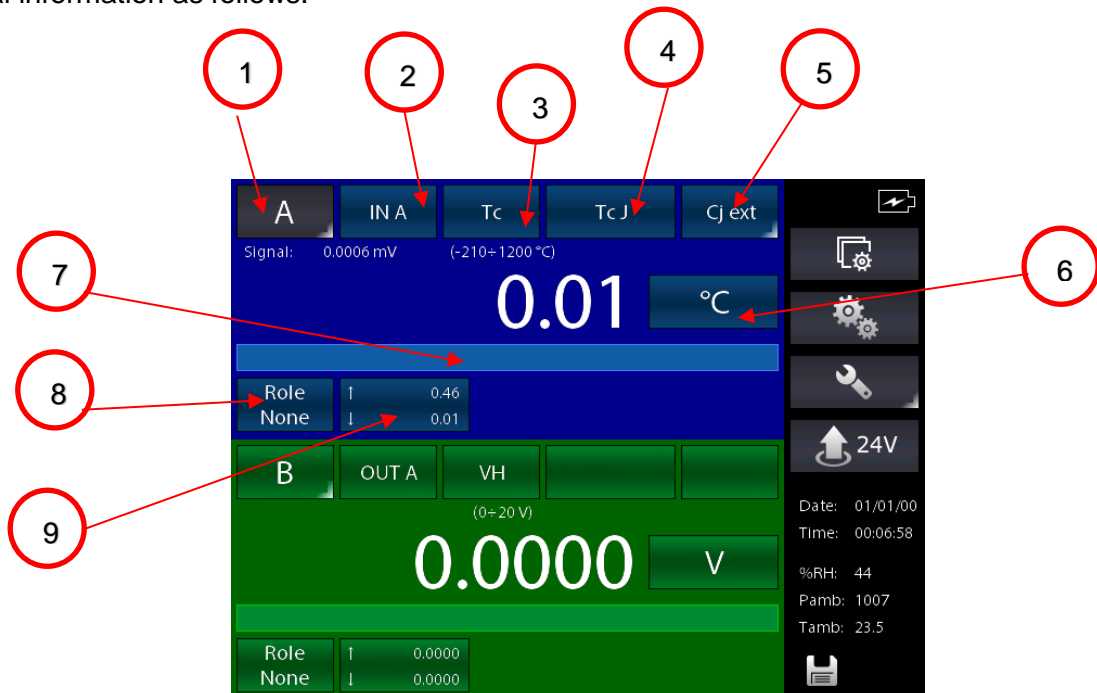 al information as follows:
1
2
3
4
5
A IN A Tc Tc J Cj ext
Signal: 0.0006 mV (-210÷1200 °C)
0.01 °C
6
7
8
Role
None
↑ 0.46
↓ 0.01
9
24V
B OUT A VH
(0÷20 V)
0.0000 V
Role
None
↑ 0.0000
↓ 0.0000
Date: 01/01/00
Time: 00:06:58
%RH: 44
Pamb: 1007
Tamb: 23.5